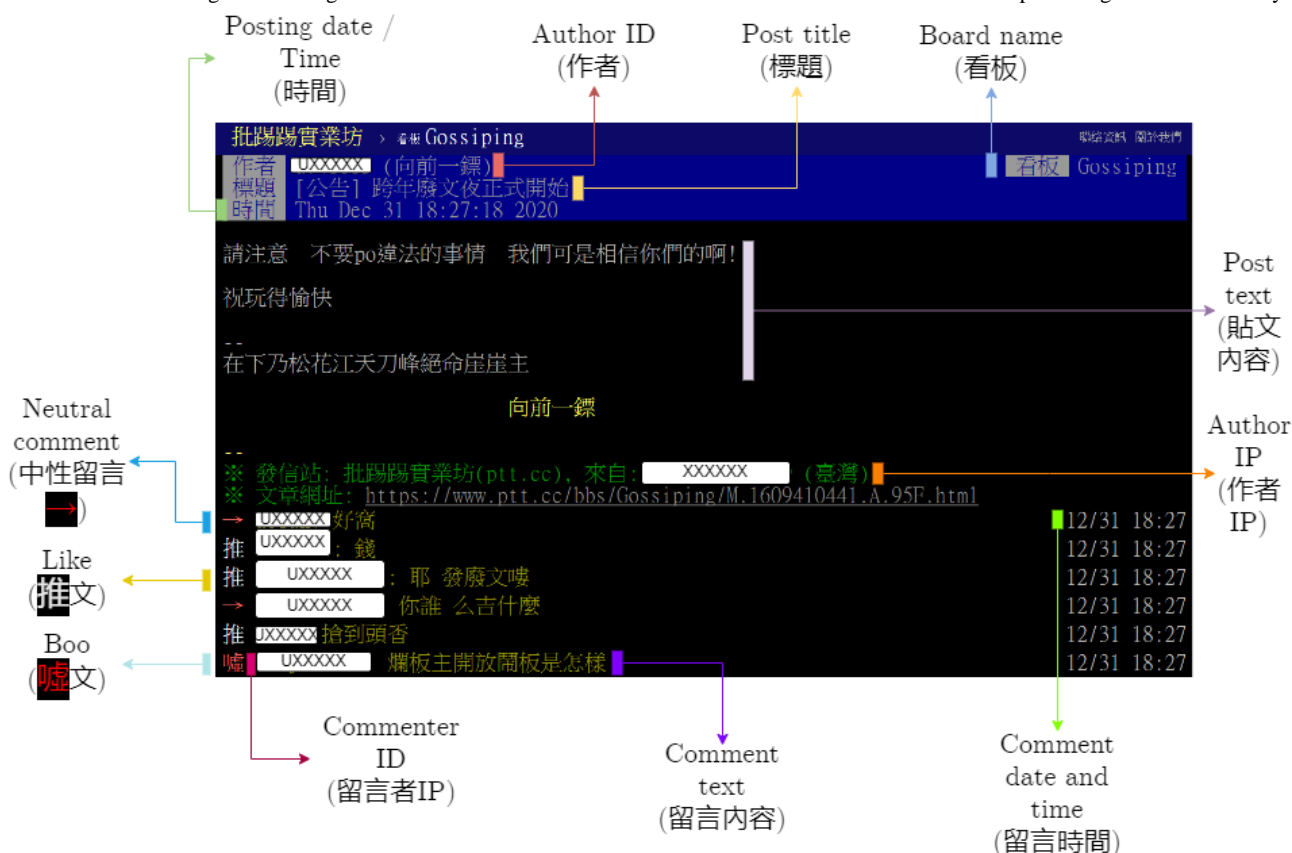 Posting date /
Time
(時間)
Author ID
(作者)
Post title
(標題)
Board name
(看板)
批踢踢實業坊 › 看板 Gossiping 聯絡資訊 關於我們
作者 UXXXXX (向前一鏢) 看板 Gossiping
標題 [公告] 跨年廢文夜正式開始
時間 Thu Dec 31 18:27:18 2020
請注意 不要po違法的事情 我們可是相信你們的啊!
祝玩得愉快
--
在下乃松花江天刀峰絕命崖崖主
向前一鏢
--
※ 發信站: 批踢踢實業坊(ptt.cc), 來自: XXXXXX (臺灣)
※ 文章網址: https://www.ptt.cc/bbs/Gossiping/M.1609410441.A.95F.html
→ UXXXXX 好窩 12/31 18:27
推 UXXXXX : 錢 12/31 18:27
推 UXXXXX : 耶 發廢文嘍 12/31 18:27
→ UXXXXX 你誰 么吉什麼 12/31 18:27
推 UXXXXX 搶到頭香 12/31 18:27
噓 UXXXXX 爛板主開放鬧板是怎樣 12/31 18:27
Post
text
(貼文
內容)
Author
IP
(作者
IP)
Neutral
comment
(中性留言
→)
Like
(推文)
Boo
(噓文)
Commenter
ID
(留言者IP)
Comment
text
(留言內容)
Comment
date and
time
(留言時間)